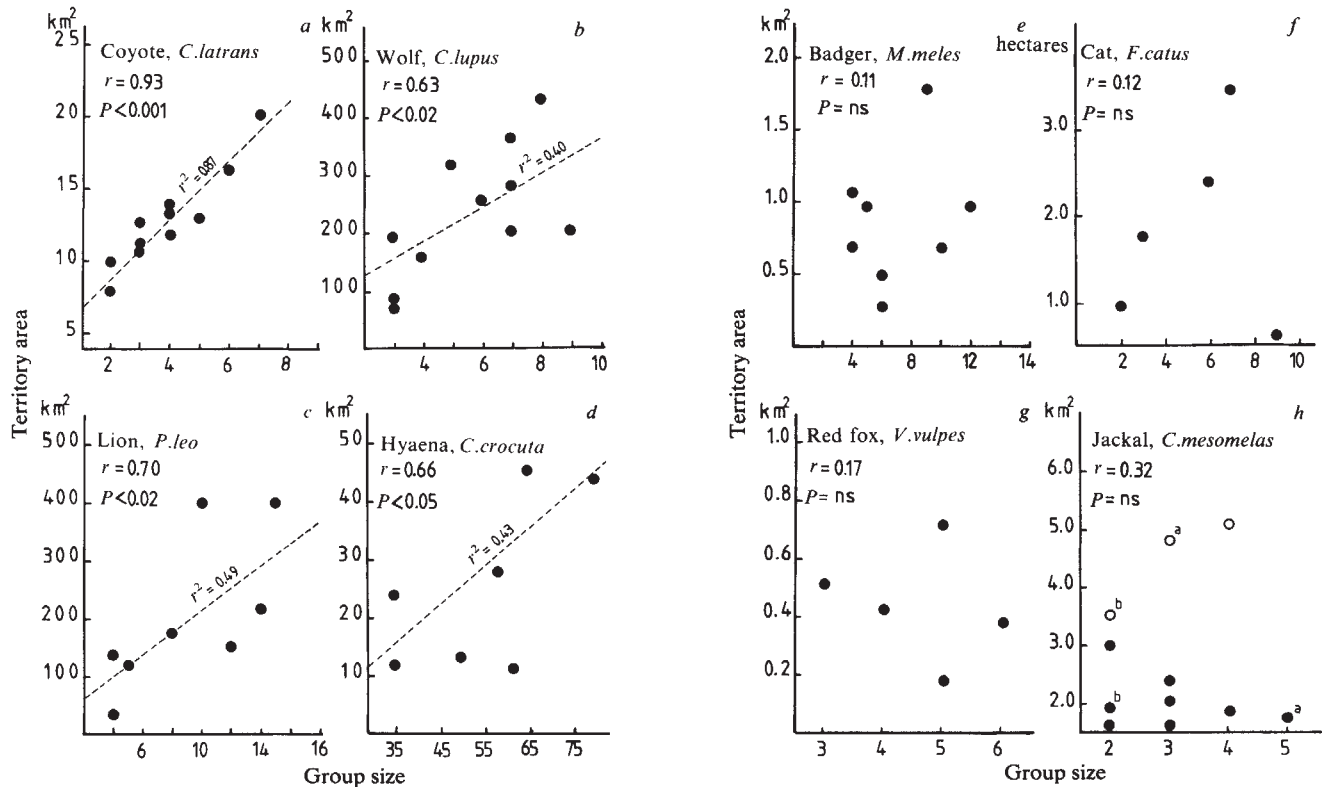 km²
a
25
20
15
10
5
Coyote, C.latrans
r=0.93
P<0.001
r²=0.87
2
4
6
8
km²
b
500
400
300
200
100
Wolf, C.lupus
r=0.63
P<0.02
r²=0.40
4
6
8
10
km²
c
500
400
300
200
100
Lion, P.leo
r=0.70
P<0.02
r²=0.49
6
10
14
16
km²
d
50
40
30
20
10
Hyaena, C.crocuta
r=0.66
P<0.05
r²=0.43
35
45
55
65
75
Territory area
Group size
km²
e
2.0
1.5
1.0
0.5
Badger, M.meles
r=0.11
P=ns
4
6
8
10
12
14
hectares
f
3.0
2.0
1.0
Cat, F.catus
r=0.12
P=ns
2
4
6
8
10
km²
g
1.0
0.8
0.6
0.4
0.2
Red fox, V.vulpes
r=0.17
P=ns
3
4
5
6
km²
h
6.0
5.0
4.0
3.0
2.0
Jackal, C.mesomelas
r=0.32
P=ns
a
b
b
a
2
3
4
5
Territory area
Group size